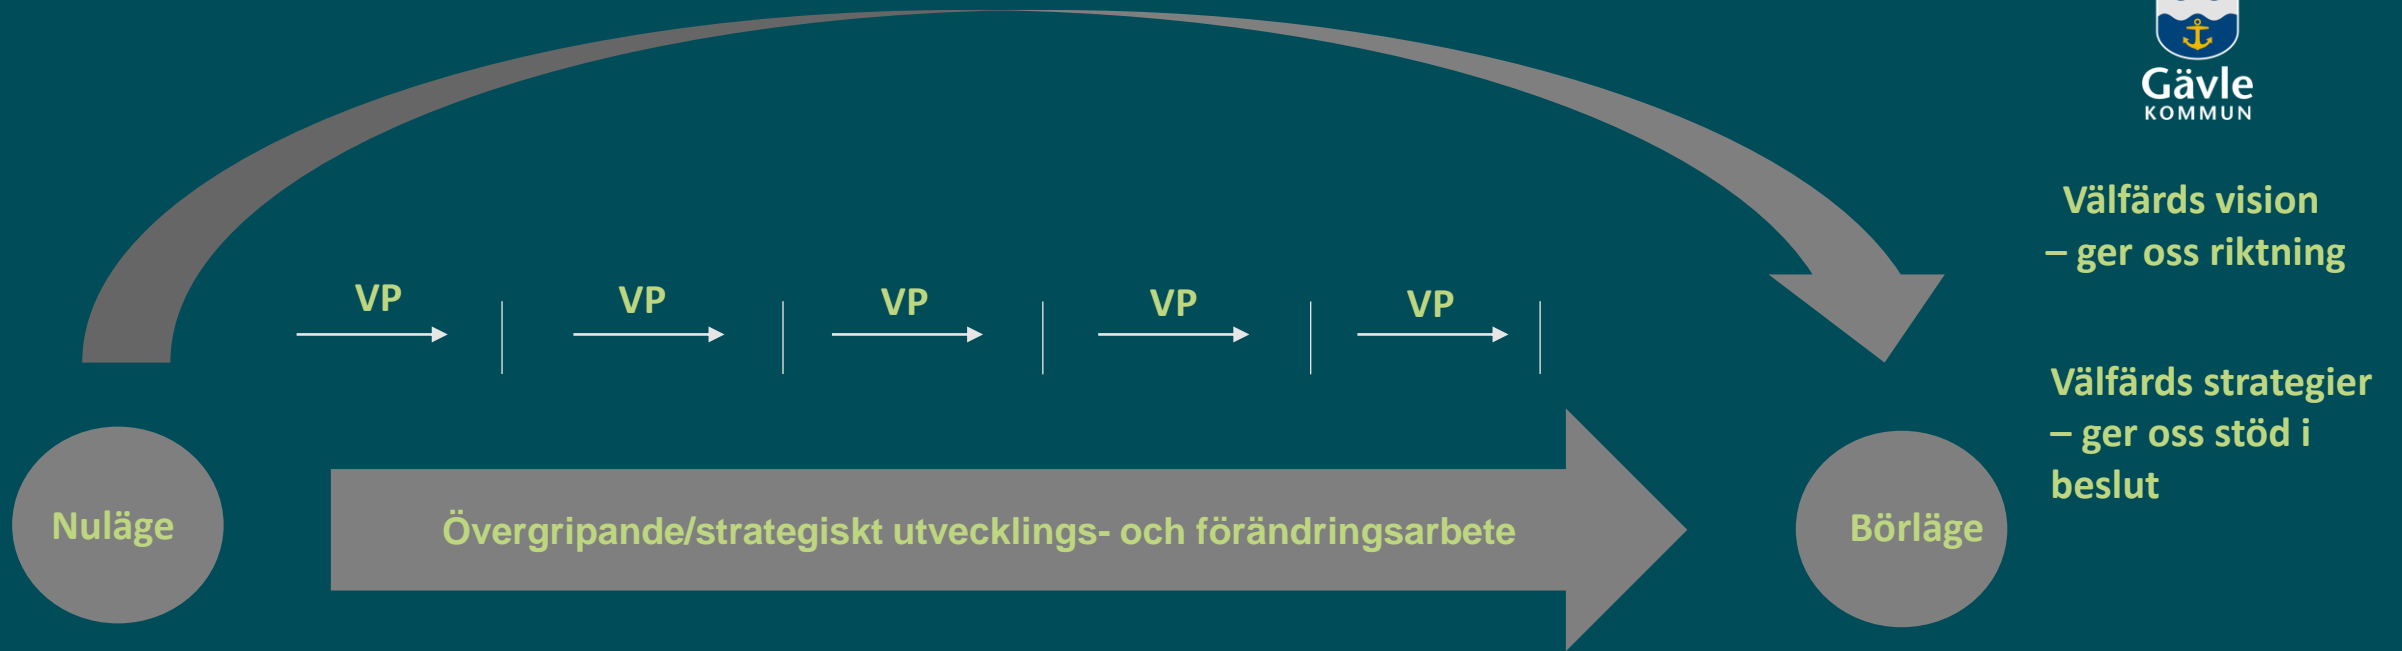 Gävle
KOMMUN
Välfärds vision
– ger oss riktning
VP
VP
VP
VP
VP
Välfärds strategier
– ger oss stöd i
beslut
Nuläge
Övergripande/strategiskt utvecklings- och förändringsarbete
Börläge